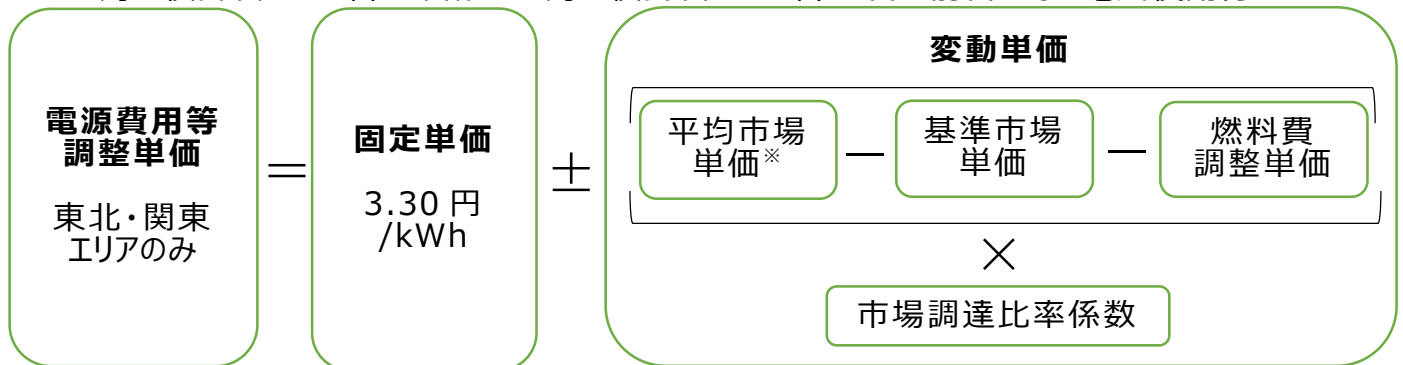 変動単価
電源費用等
調整単価
東北・関東
エリアのみ
＝
固定単価
3.30 円
/kWh
±
平均市場
単価※
―
基準市場
単価
―
燃料費
調整単価
×
市場調達比率係数